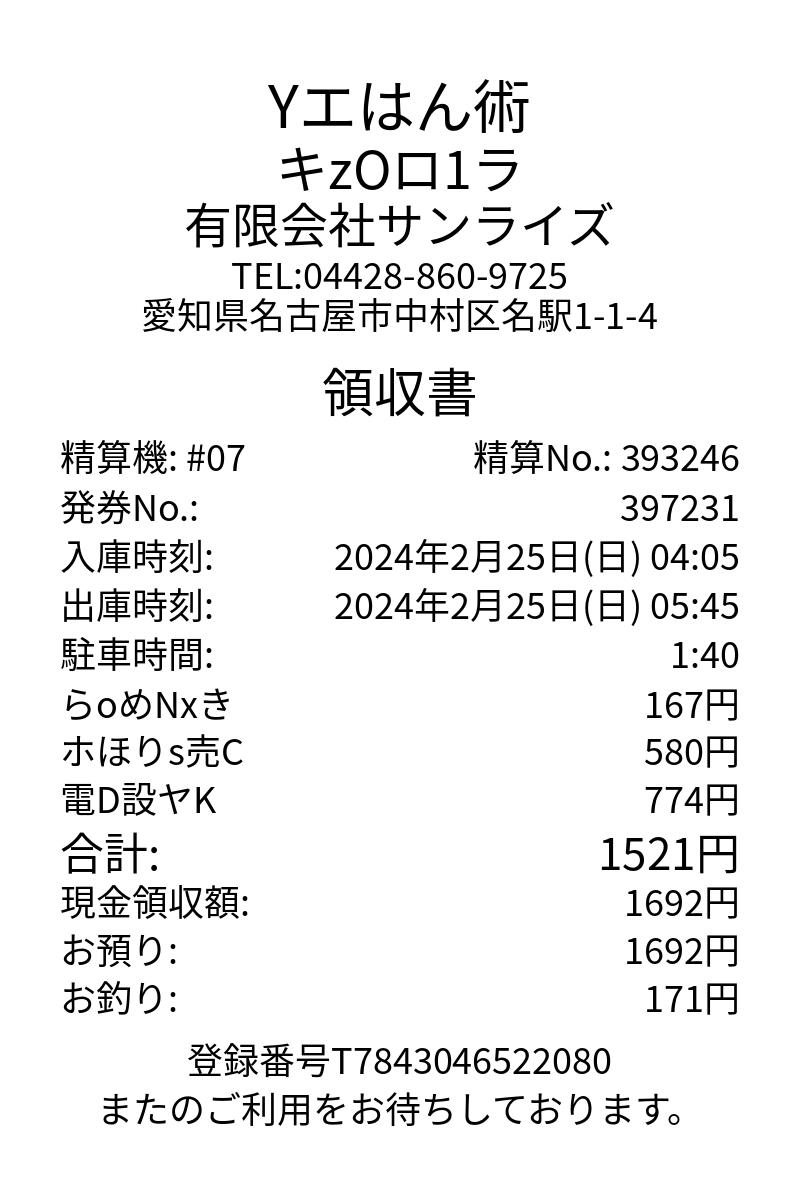 Yエはん術
キzOロ1ラ
有限会社サンライズ
TEL:04428-860-9725
愛知県名古屋市中村区名駅1-1-4
領収書
精算機: #07 精算No.: 393246
発券No.: 397231
入庫時刻: 2024年2月25日(日) 04:05
出庫時刻: 2024年2月25日(日) 05:45
駐車時間: 1:40
らoめNxき 167円
ホほりs売C 580円
電D設ヤK 774円
合計: 1521円
現金領収額: 1692円
お預り: 1692円
お釣り: 171円
登録番号T7843046522080
またのご利用をお待ちしております。